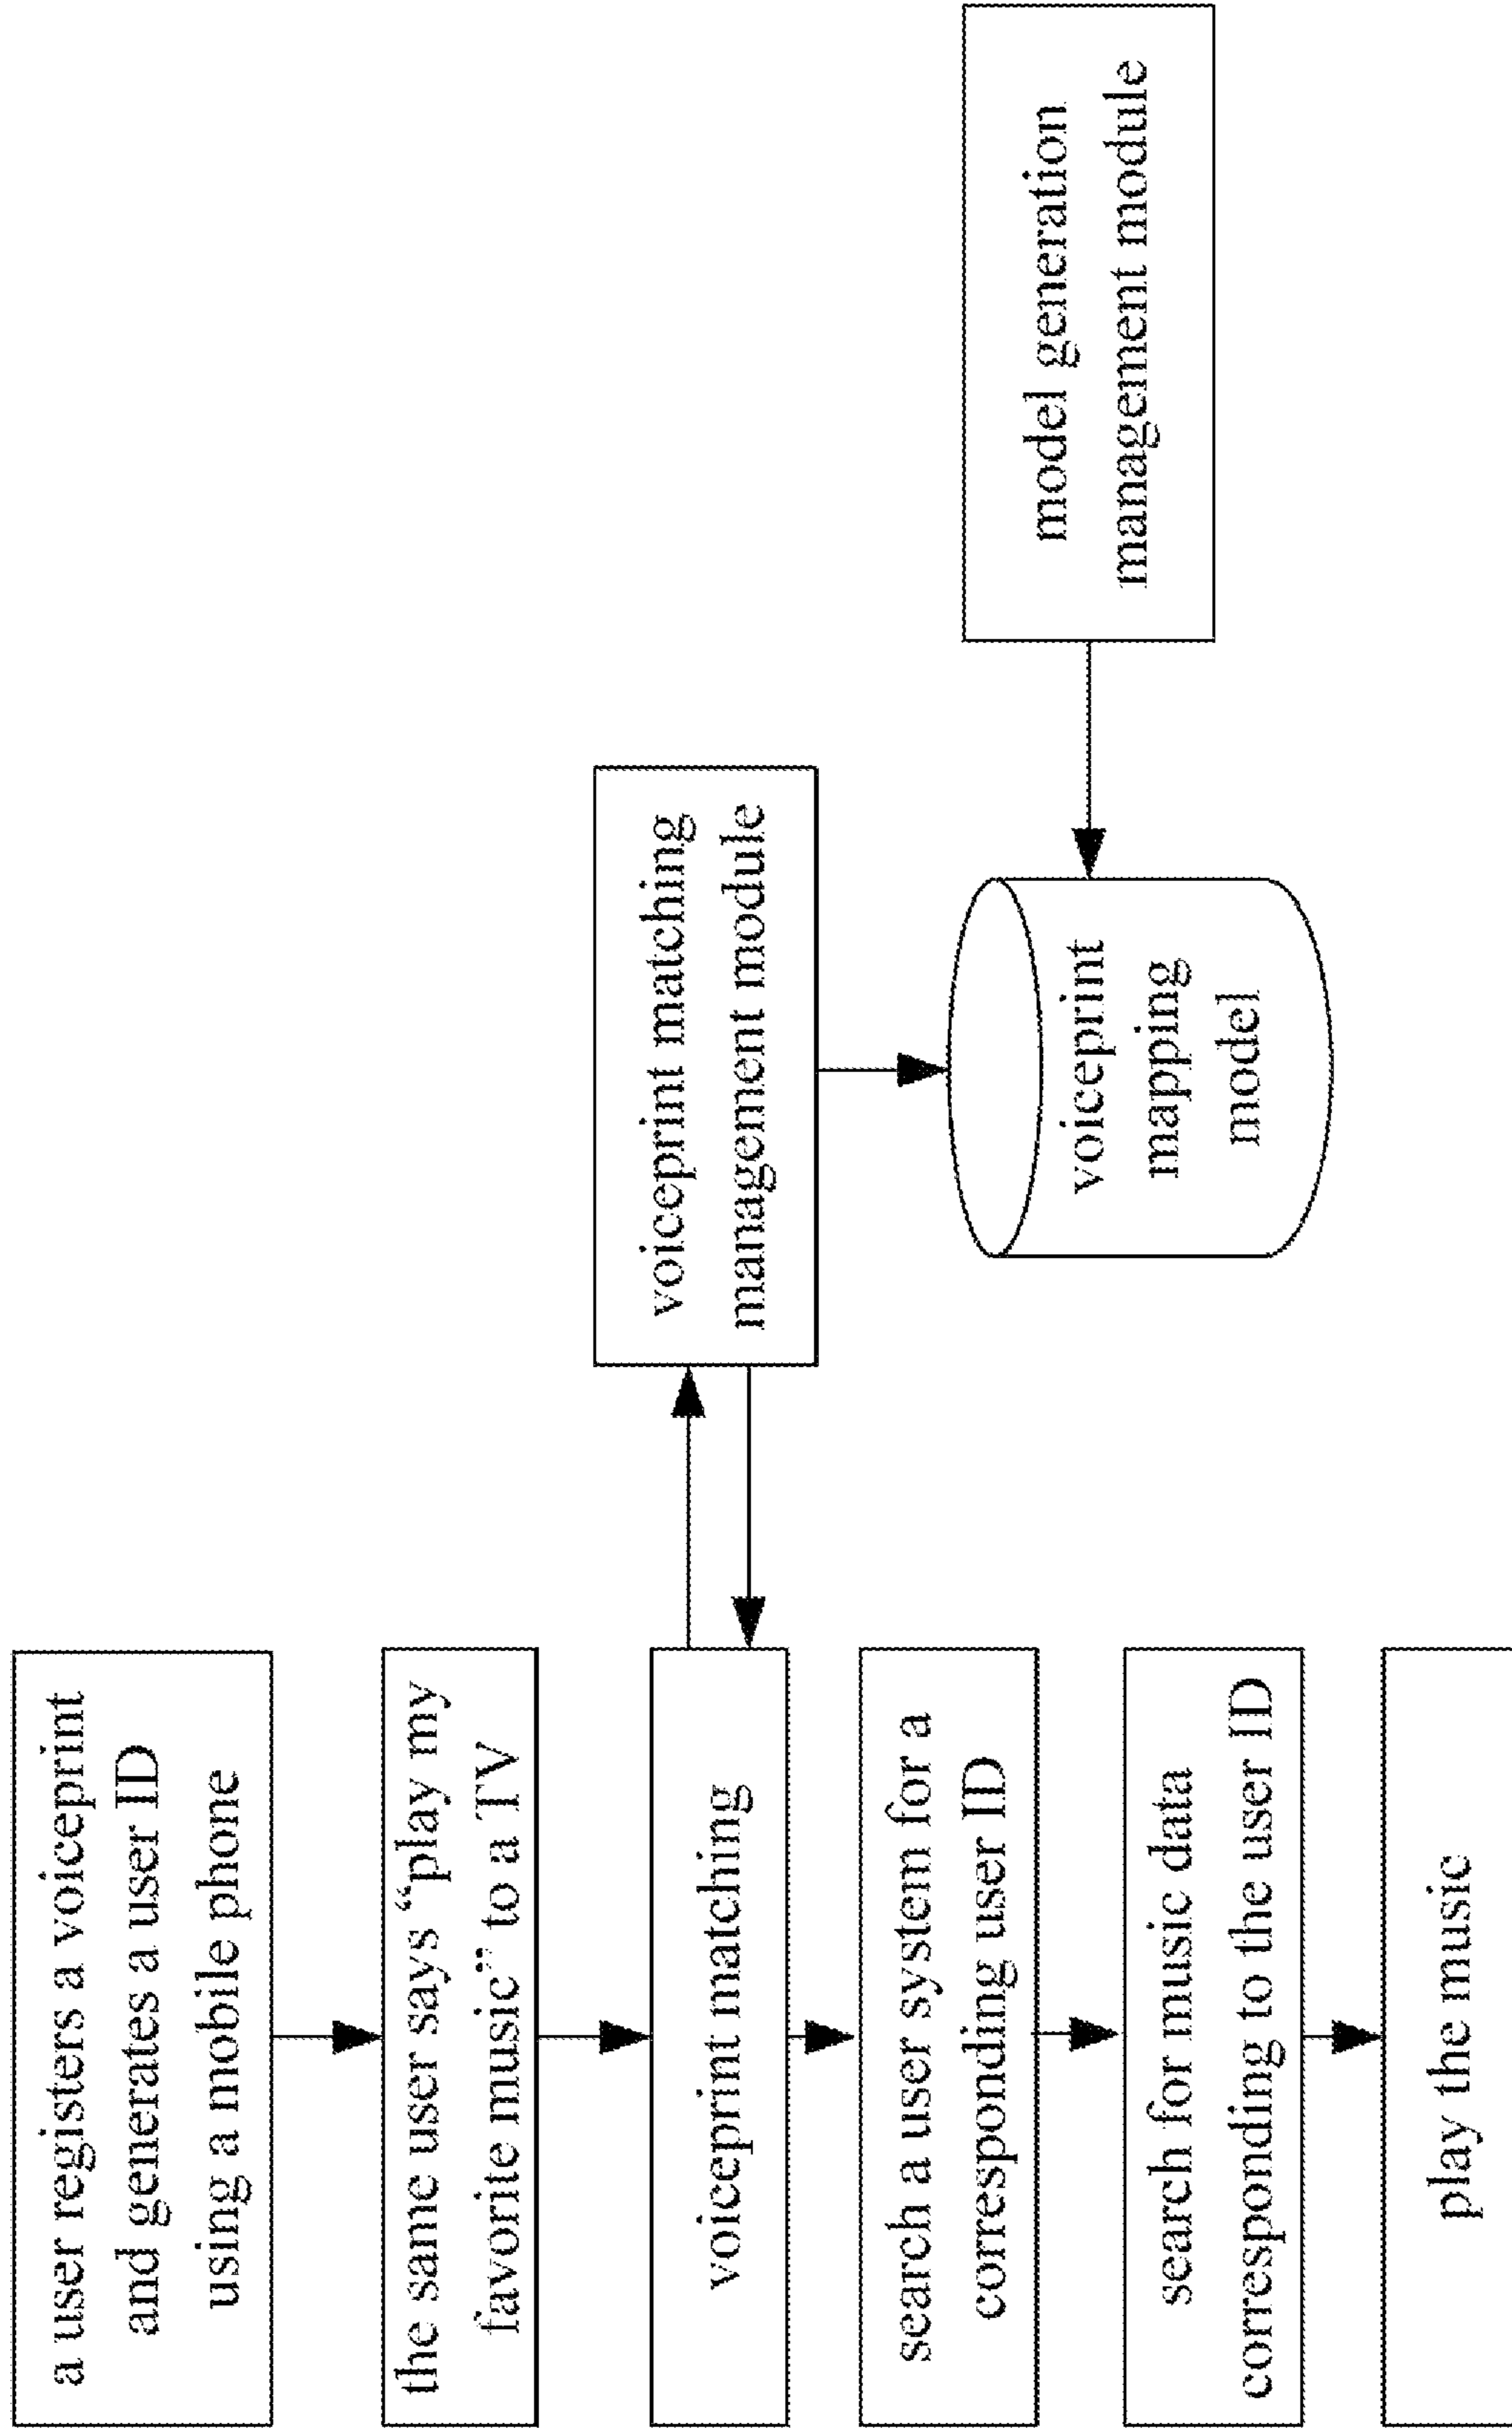 a user registers a voiceprint
and generates a user ID
using a mobile phone
the same user says “play my
favorite music” to a TV
voiceprint matching
voiceprint matching
management module
search a user system for a
corresponding user ID
voiceprint
mapping
model
model generation
management module
search for music data
corresponding to the user ID
play the music